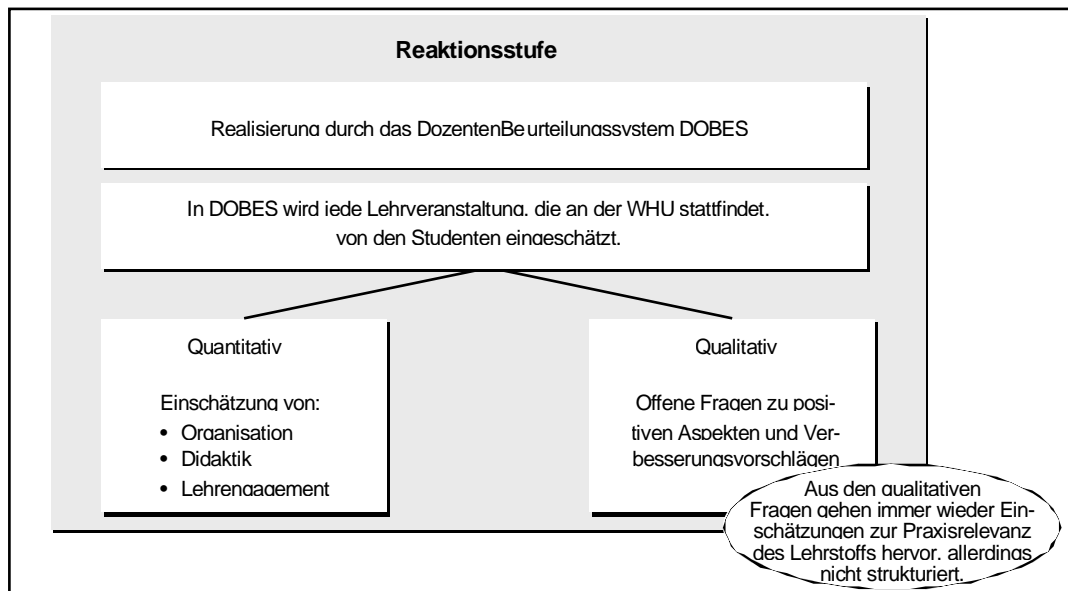 Reaktionsstufe
Realisierung durch das DozentenBeurteilungssystem DOBES
In DOBES wird jede Lehrveranstaltung, die an der WHU stattfindet,
von den Studenten eingeschätzt.
Quantitativ
Einschätzung von:
• Organisation
• Didaktik
• Lehrengagement
Qualitativ
Offene Fragen zu posi-
tiven Aspekten und Ver-
besserungsvorschlägen
Aus den qualitativen
Fragen gehen immer wieder Ein-
schätzungen zur Praxisrelevanz
des Lehrstoffs hervor, allerdings
nicht strukturiert.